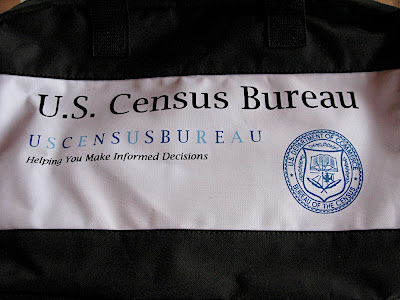 U.S. Census Bureau
USCENSUSBUREAU
Helping You Make Informed Decisions
U.S. DEPARTMENT OF COMMERCE
BUREAU OF THE CENSUS